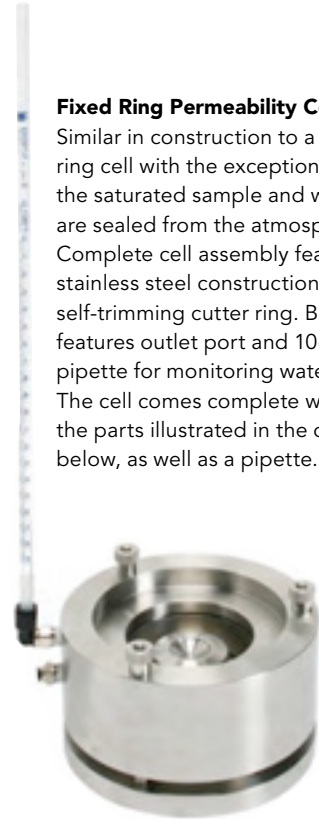 Fixed Ring Permeability C
Similar in construction to a
ring cell with the exception
the saturated sample and w
are sealed from the atmosp
Complete cell assembly fea
stainless steel construction
self-trimming cutter ring. B
features outlet port and 10
pipette for monitoring wate
The cell comes complete w
the parts illustrated in the
below, as well as a pipette.